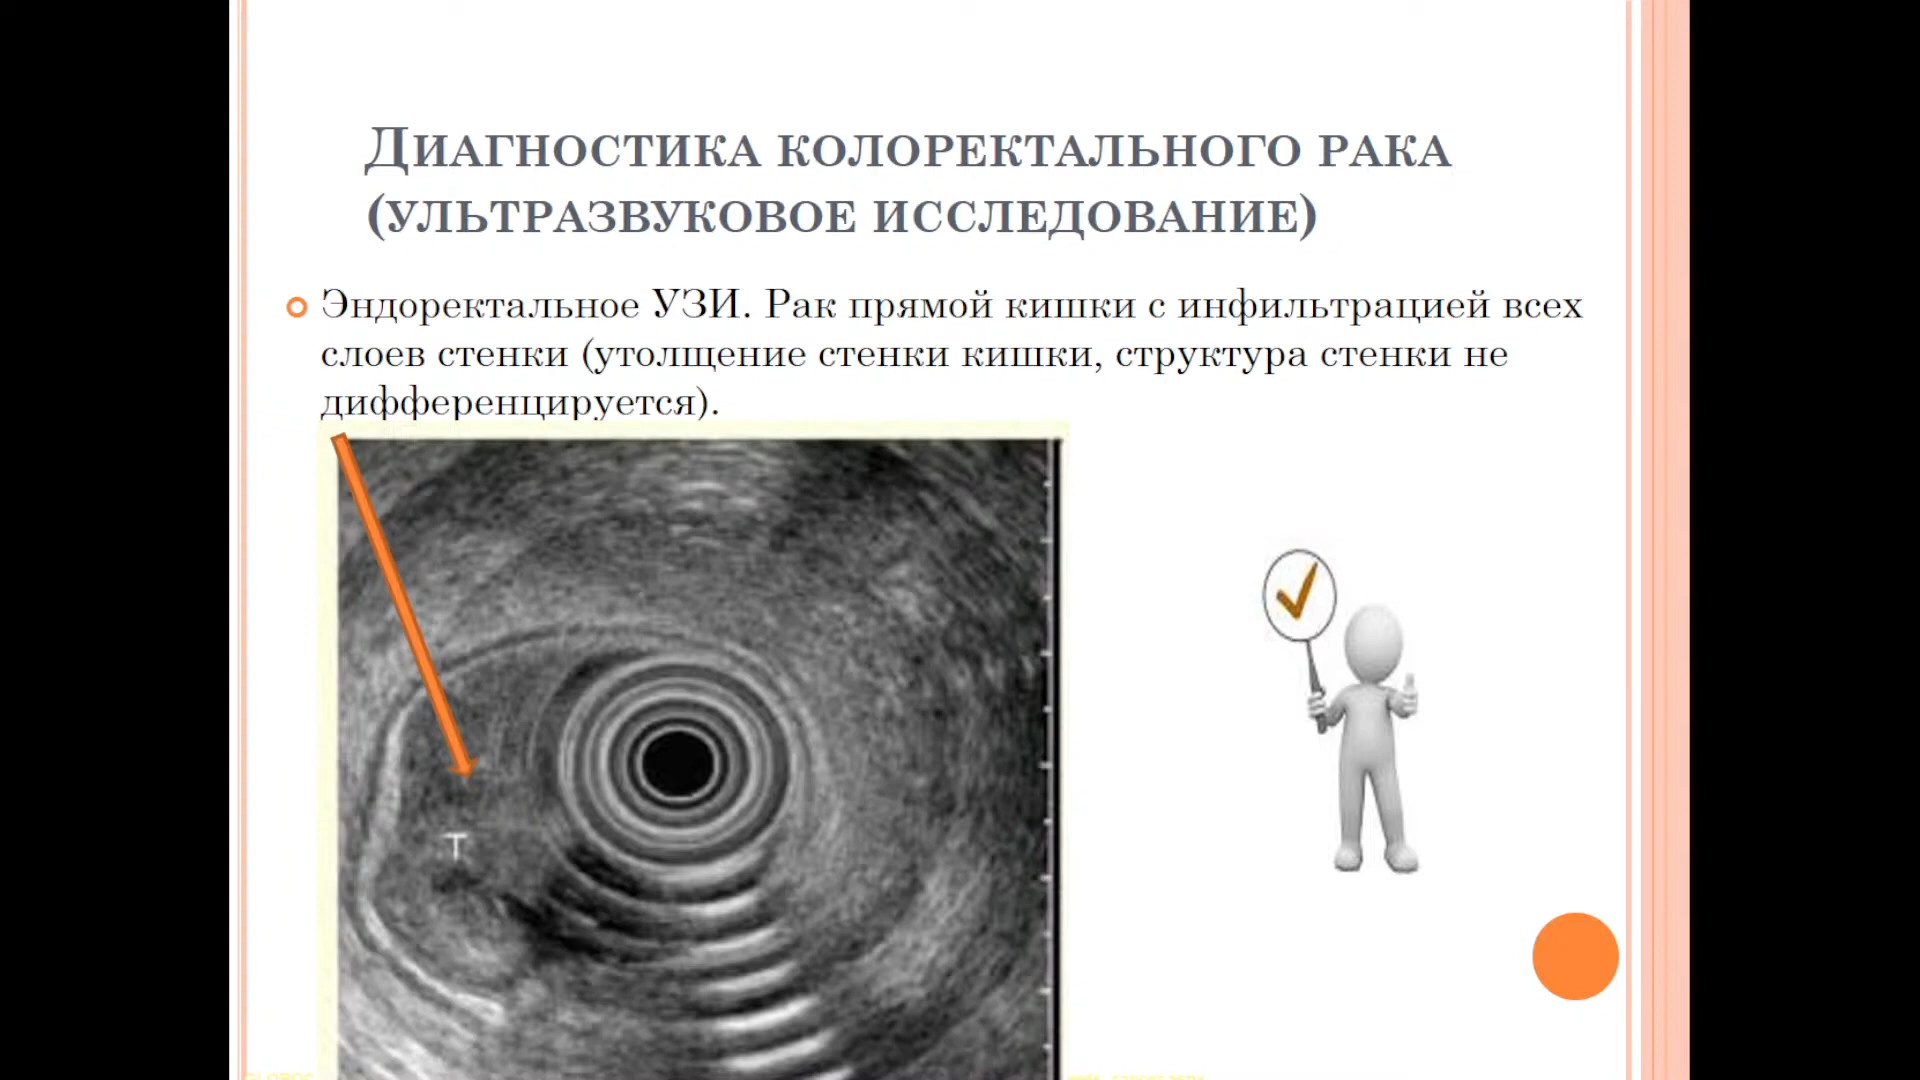 Диагностика колоректального рака
(ультразвуковое исследование)
Эндоректальное УЗИ. Рак прямой кишки с инфильтрацией всех
слоев стенки (утолщение стенки кишки, структура стенки не
дифференцируется).
T